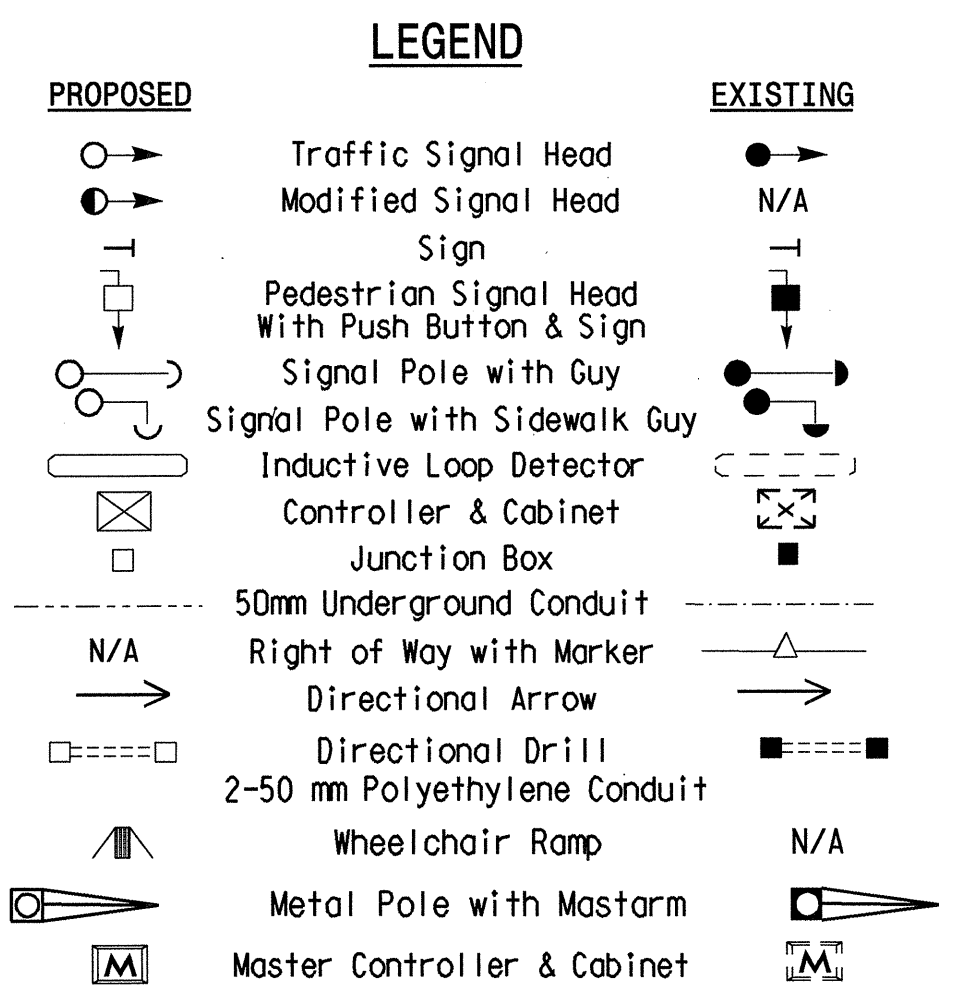 LEGEND
PROPOSED EXISTING
Traffic Signal Head
Modified Signal Head N/A
Sign
Pedestrian Signal Head
With Push Button & Sign
Signal Pole with Guy
Signal Pole with Sidewalk Guy
Inductive Loop Detector
Controller & Cabinet X
Junction Box
50mm Underground Conduit
N/A Right of Way with Marker
Directional Arrow
Directional Drill
2-50 mm Polyethylene Conduit
Wheelchair Ramp N/A
Metal Pole with Mastarm
M Master Controller & Cabinet M